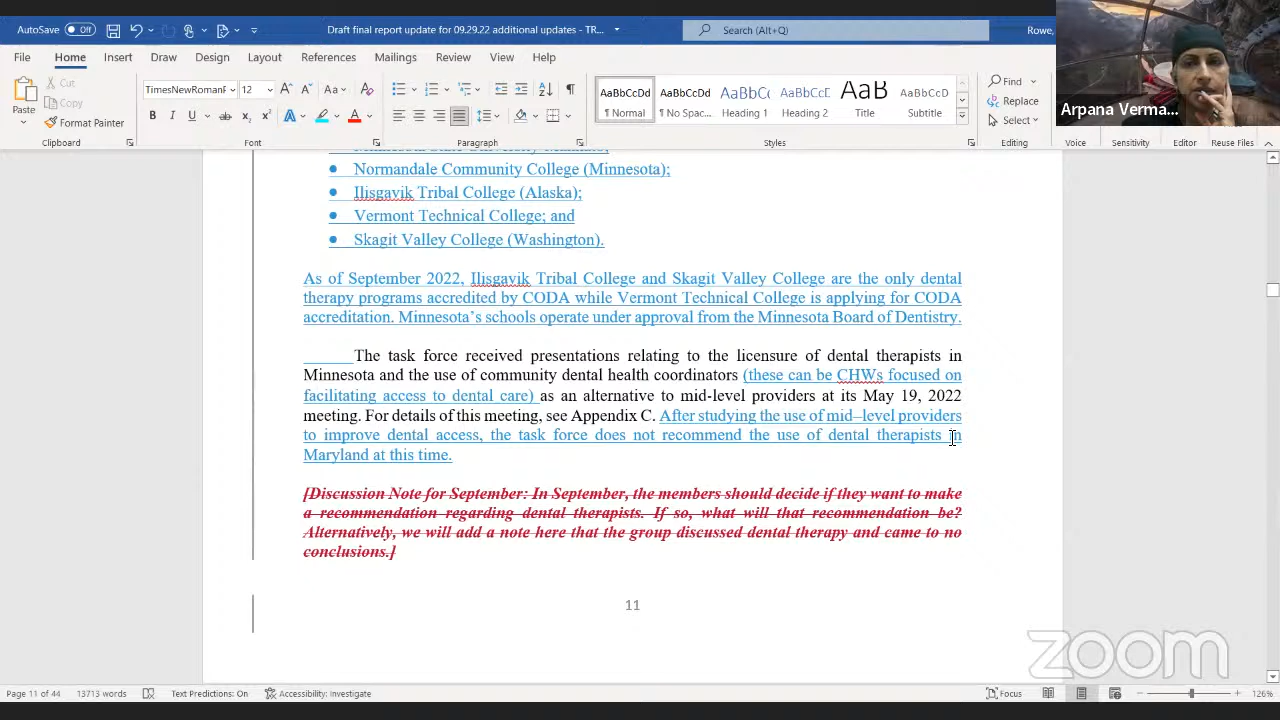 AutoSave Off
Draft final report update for 09.29.22 additional updates - TR...
Search (Alt+Q)
Rowe,
Arpana Verma...
File Home Insert Draw Design Layout References Mailings Review View Help
Paste
Cut
Copy
Format Painter
Clipboard
TimesNewRomanF 12
Font
Paragraph
AaBbCcDd AaBbCcDd AaBbCc AaBbCcD AaB AaBbCcD
¶ Normal ¶ No Spac... Heading 1 Heading 2 Title Subtitle
Styles
Find
Replace
Select
Editing
Voice Sensitivity Editor Reuse Files
• Normandale Community College (Minnesota);
• Ilisgavik Tribal College (Alaska);
• Vermont Technical College; and
• Skagit Valley College (Washington).
As of September 2022, Ilisgavik Tribal College and Skagit Valley College are the only dental
therapy programs accredited by CODA while Vermont Technical College is applying for CODA
accreditation. Minnesota’s schools operate under approval from the Minnesota Board of Dentistry.
The task force received presentations relating to the licensure of dental therapists in
Minnesota and the use of community dental health coordinators (these can be CHWs focused on
facilitating access to dental care) as an alternative to mid-level providers at its May 19, 2022
meeting. For details of this meeting, see Appendix C. After studying the use of mid–level providers
to improve dental access, the task force does not recommend the use of dental therapists in
Maryland at this time.
[Discussion Note for September: In September, the members should decide if they want to make
a recommendation regarding dental therapists. If so, what will that recommendation be?
Alternatively, we will add a note here that the group discussed dental therapy and came to no
conclusions.]
11
zoom
Page 11 of 44 13713 words Text Predictions: On Accessibility: Investigate Focus 126%